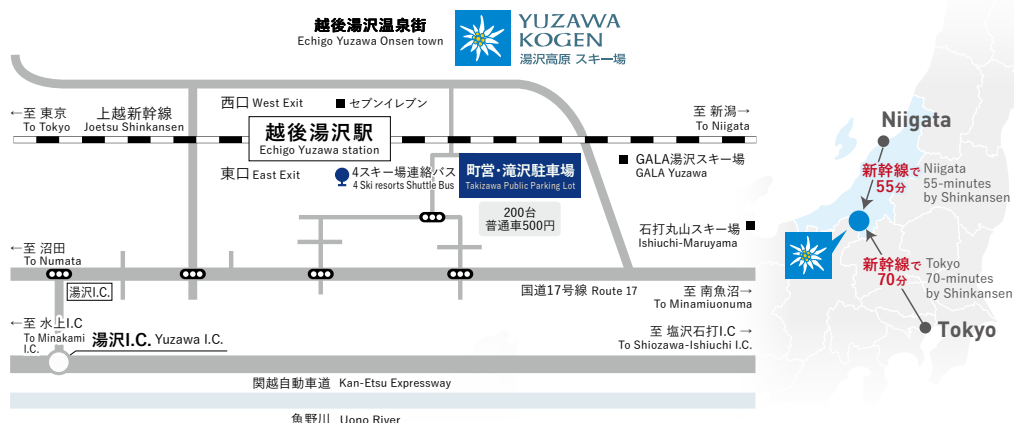 越後湯沢温泉街
Echigo Yuzawa Onsen town
YUZAWA
KOGEN
湯沢高原 スキー場
←至 東京
To Tokyo
上越新幹線
Joetsu Shinkansen
西口 West Exit
■ セブンイレブン
越後湯沢駅
Echigo Yuzawa station
至 新潟→
To Niigata
東口 East Exit
4スキー場連絡バス
4 Ski resorts Shuttle Bus
町営・滝沢駐車場
Takizawa Public Parking Lot
200台
普通車500円
■ GALA湯沢スキー場
GALA Yuzawa
石打丸山スキー場 ■
Ishiuchi-Maruyama
←至 沼田
To Numata
湯沢I.C.
国道17号線 Route 17
至 南魚沼→
To Minamiuonuma
←至 水上I.C
To Minakami
I.C.
湯沢I.C. Yuzawa I.C.
至 塩沢石打I.C →
To Shiozawa-Ishiuchi I.C.
関越自動車道 Kan-Etsu Expressway
魚野川 Uono River
Niigata
新幹線で
55分
Niigata
55-minutes
by Shinkansen
新幹線で
70分
Tokyo
70-minutes
by Shinkansen
Tokyo